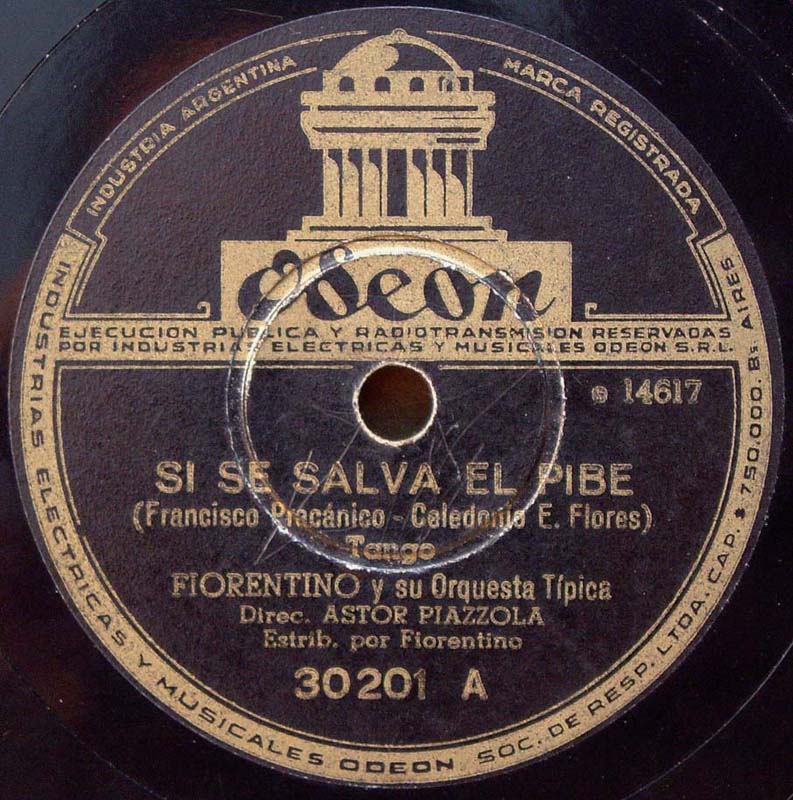 INDUSTRIA ARGENTINA
MARCA REGISTRADA
Odeon
EJECUCION PUBLICA Y RADIOTRANSMISION RESERVADAS
POR INDUSTRIAS ELECTRICAS Y MUSICALES ODEON S.R.L.
e 14617
SI SE SALVA EL PIBE
(Francisco Pracánico - Celedonio E. Flores)
Tango
FIORENTINO y su Orquesta Típica
Direc. ASTOR PIAZZOLA
Estrib. por Fiorentino
30201 A
INDUSTRIAS ELECTRICAS Y MUSICALES ODEON SOC. DE RESP. LTDA. CAP. $ 750.000. Bs AIRES